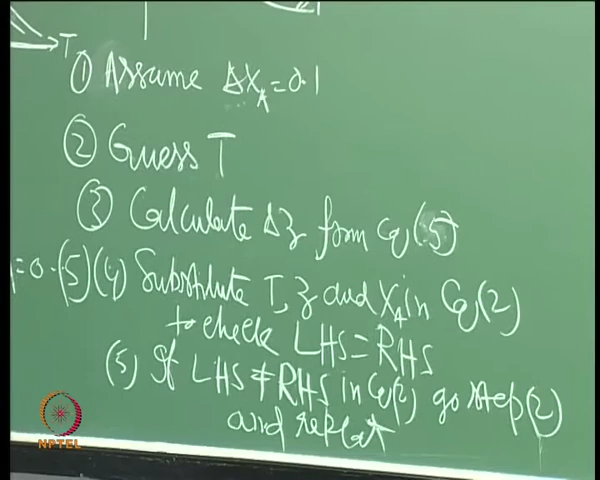 T
① Assume ΔX_A = 0.1
② Guess T
③ Calculate Δz from Eq (5)
= 0. (5) (4) Substitute T, z and X_A in Eq (2)
to check LHS = RHS
(5) If LHS ≠ RHS in Eq (2) go step (2)
and repeat
NPTEL